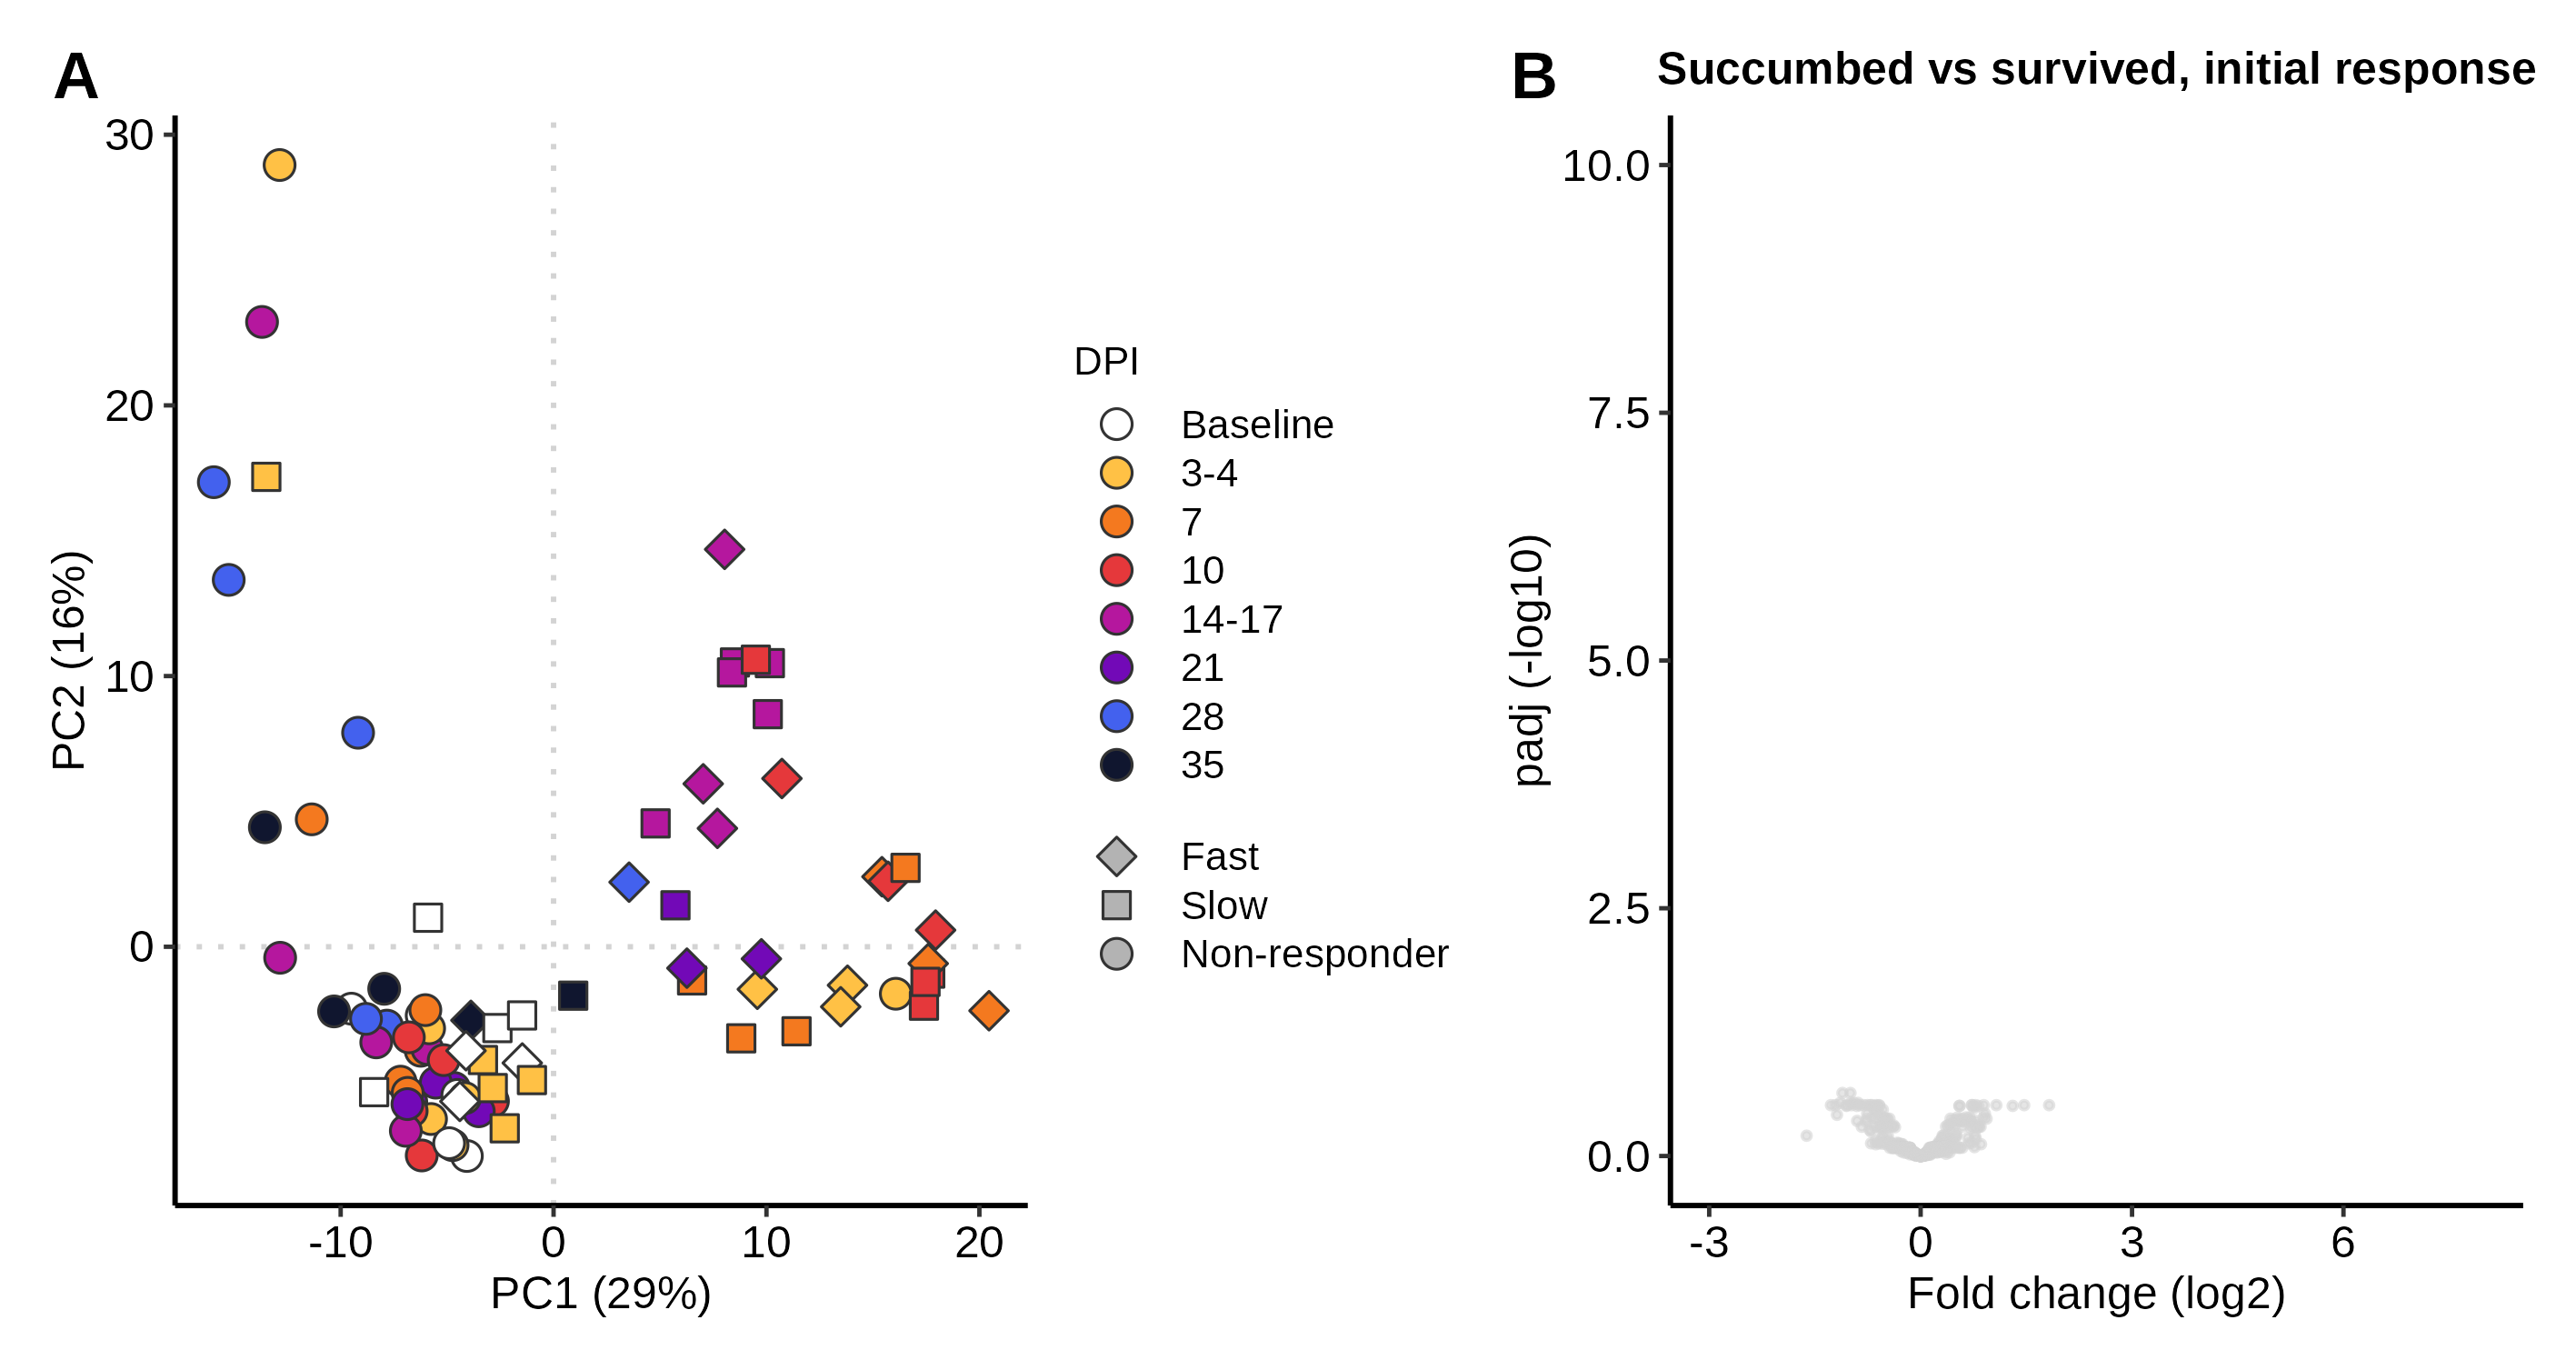 A
30
20
10
0
PC2 (16%)
-10
0
10
20
PC1 (29%)
DPI
Baseline
3-4
7
10
14-17
21
28
35
Fast
Slow
Non-responder
B
Succumbed vs survived, initial response
10.0
7.5
5.0
2.5
0.0
padj (-log10)
-3
0
3
6
Fold change (log2)